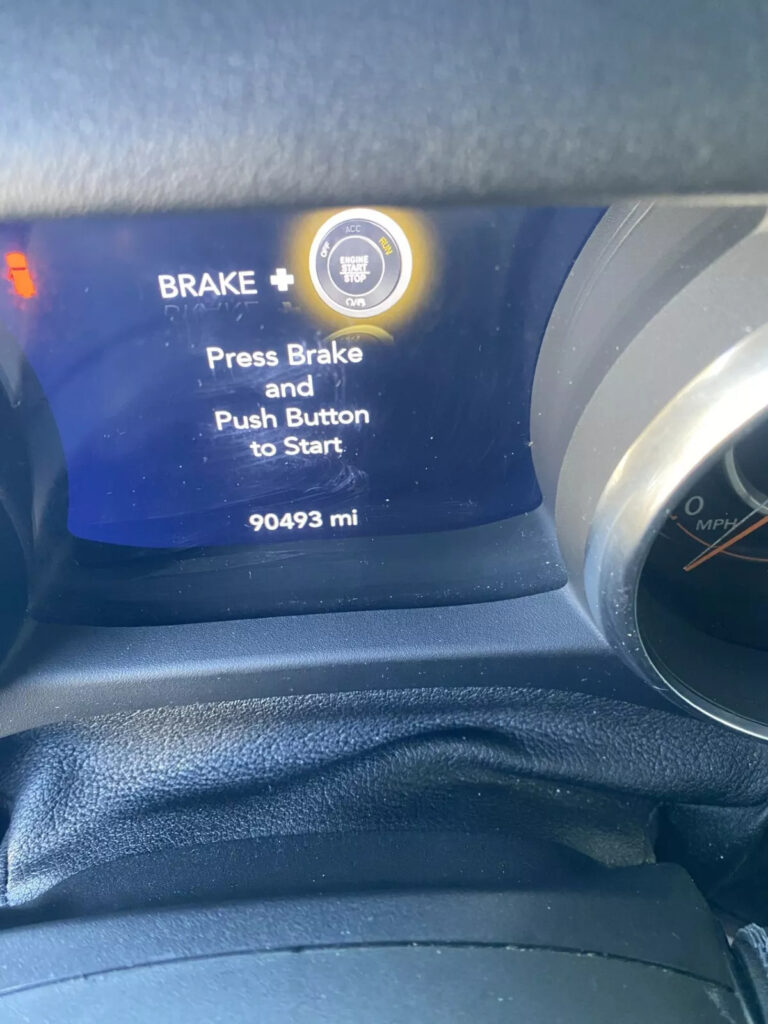 ACC
OFF
RUN
ENGINE
START
STOP
BRAKE +
Press Brake
and
Push Button
to Start
90493 mi
0
MPH